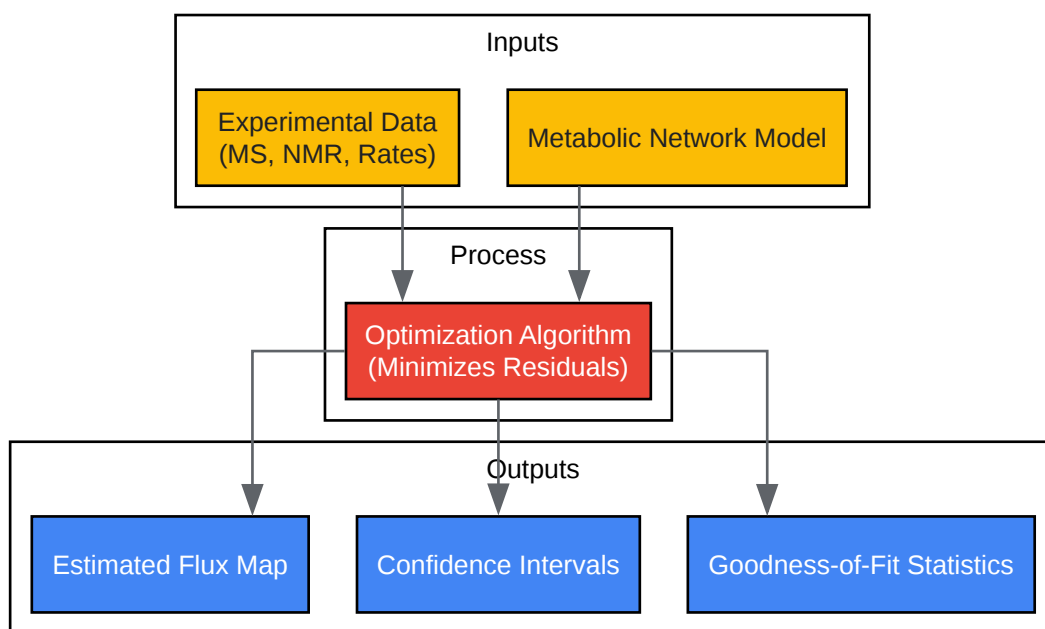 Inputs
Experimental Data
(MS, NMR, Rates)
Metabolic Network Model
Process
Optimization Algorithm
(Minimizes Residuals)
Outputs
Estimated Flux Map
Confidence Intervals
Goodness-of-Fit Statistics